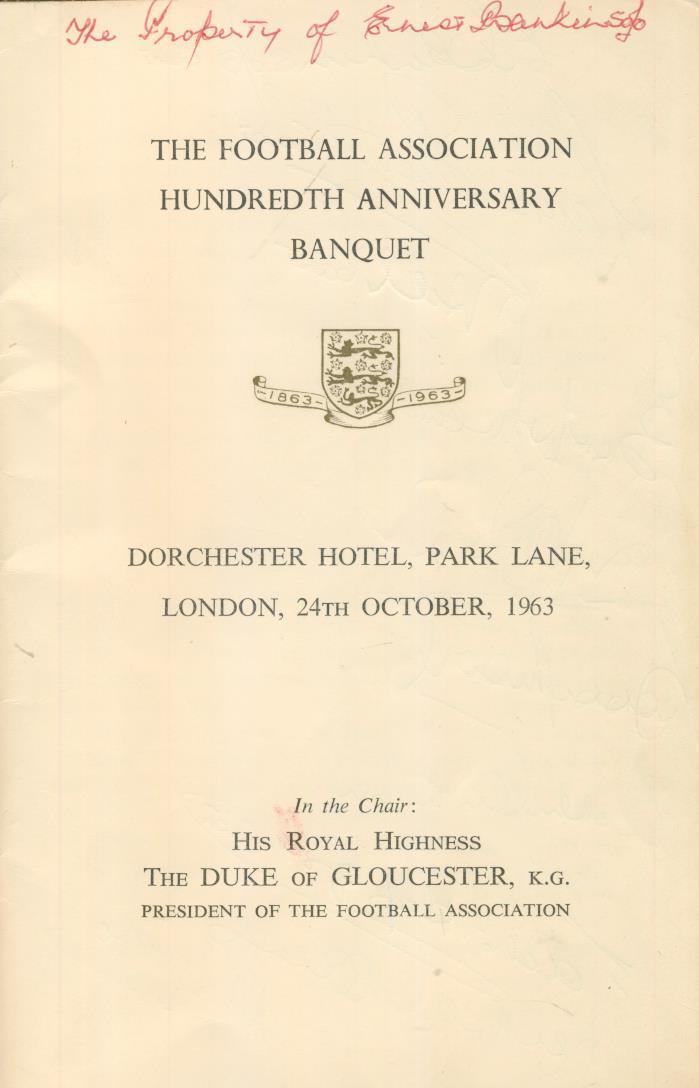 The Property of Ernest
THE FOOTBALL ASSOCIATION
HUNDREDTH ANNIVERSARY
BANQUET
-1863- -1963-
DORCHESTER HOTEL, PARK LANE,
LONDON, 24TH OCTOBER, 1963
In the Chair:
HIS ROYAL HIGHNESS
THE DUKE OF GLOUCESTER, K.G.
PRESIDENT OF THE FOOTBALL ASSOCIATION